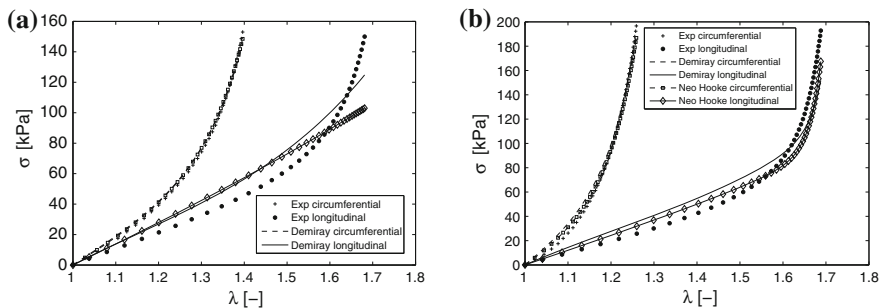 (a)
160
140
120
100
80
60
40
20
0
σ [kPa]
1
1.1
1.2
1.3
1.4
1.5
1.6
1.7
1.8
λ [–]
Exp circumferential
Exp longitudinal
Demiray circumferential
Demiray longitudinal
(b)
200
180
160
140
120
100
80
60
40
20
0
σ [kPa]
1
1.1
1.2
1.3
1.4
1.5
1.6
1.7
1.8
λ [–]
Exp circumferential
Exp longitudinal
Demiray circumferential
Demiray longitudinal
Neo Hooke circumferential
Neo Hooke longitudinal